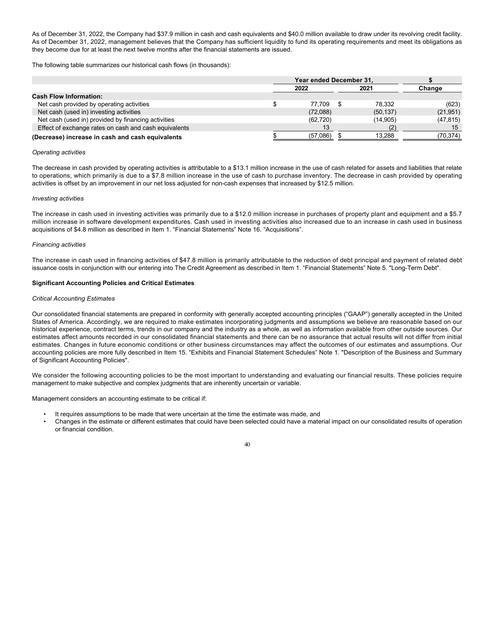 As of December 31, 2022, the Company had $37.9 million in cash and cash equivalents and $40.0 million available to draw under its revolving credit facility.
As of December 31, 2022, management believes that the Company has sufficient liquidity to fund its operating requirements and meet its obligations as
they become due for at least the next twelve months after the financial statements are issued.
The following table summarizes our historical cash flows (in thousands):
Year ended December 31, $
2022 2021 Change
Cash Flow Information:
Net cash provided by operating activities $ 77,709 $ 78,332 (623)
Net cash (used in) investing activities (72,088) (50,137) (21,951)
Net cash (used in) provided by financing activities (62,720) (14,905) (47,815)
Effect of exchange rates on cash and cash equivalents 13 (2) 15
(Decrease) increase in cash and cash equivalents $ (57,086) $ 13,288 (70,374)
Operating activities
The decrease in cash provided by operating activities is attributable to a $13.1 million increase in the use of cash related for assets and liabilities that relate
to operations, which primarily is due to a $7.8 million increase in the use of cash to purchase inventory. The decrease in cash provided by operating
activities is offset by an improvement in our net loss adjusted for non-cash expenses that increased by $12.5 million.
Investing activities
The increase in cash used in investing activities was primarily due to a $12.0 million increase in purchases of property plant and equipment and a $5.7
million increase in software development expenditures. Cash used in investing activities also increased due to an increase in cash used in business
acquisitions of $4.8 million as described in Item 1. “Financial Statements” Note 16. “Acquisitions”.
Financing activities
The increase in cash used in financing activities of $47.8 million is primarily attributable to the reduction of debt principal and payment of related debt
issuance costs in conjunction with our entering into The Credit Agreement as described in Item 1. “Financial Statements” Note 5. "Long-Term Debt".
Significant Accounting Policies and Critical Estimates
Critical Accounting Estimates
Our consolidated financial statements are prepared in conformity with generally accepted accounting principles (“GAAP”) generally accepted in the United
States of America. Accordingly, we are required to make estimates incorporating judgments and assumptions we believe are reasonable based on our
historical experience, contract terms, trends in our company and the industry as a whole, as well as information available from other outside sources. Our
estimates affect amounts recorded in our consolidated financial statements and there can be no assurance that actual results will not differ from initial
estimates. Changes in future economic conditions or other business circumstances may affect the outcomes of our estimates and assumptions. Our
accounting policies are more fully described in Item 15. “Exhibits and Financial Statement Schedules” Note 1. "Description of the Business and Summary
of Significant Accounting Policies".
We consider the following accounting policies to be the most important to understanding and evaluating our financial results. These policies require
management to make subjective and complex judgments that are inherently uncertain or variable.
Management considers an accounting estimate to be critical if:
• It requires assumptions to be made that were uncertain at the time the estimate was made, and
• Changes in the estimate or different estimates that could have been selected could have a material impact on our consolidated results of operation
or financial condition.
40